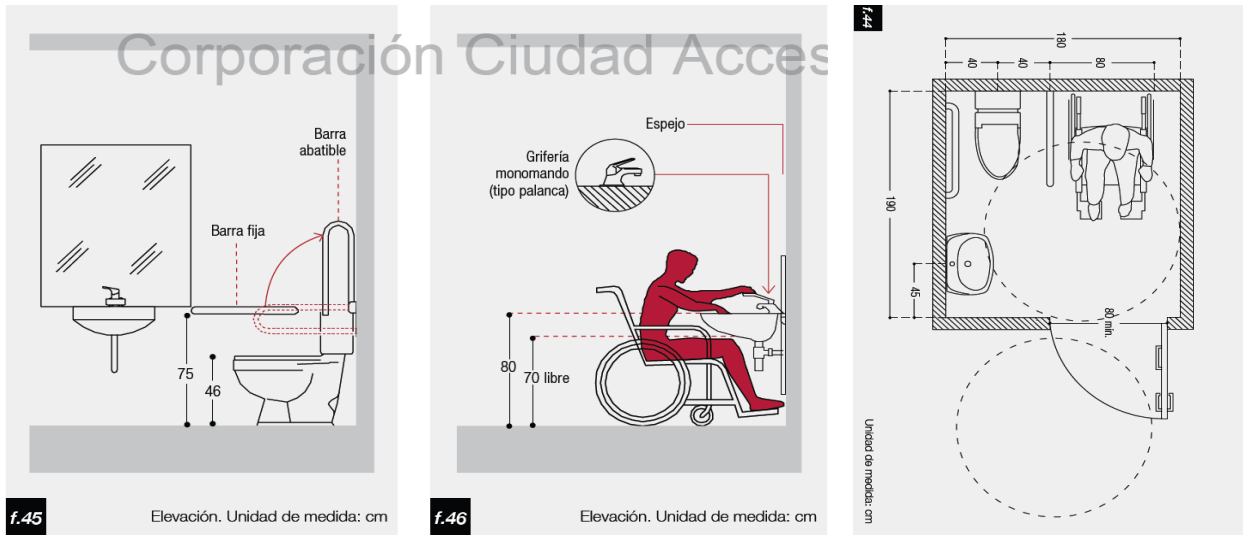 Corporación Ciudad Acces
Barra
abatible
Barra fija
75
46
f.45
Elevación. Unidad de medida: cm
Espejo
Grifería
monomando
(tipo palanca)
80
70 libre
f.46
Elevación. Unidad de medida: cm
f.44
180
40
40
80
190
45
80 min.
Unidad de medida: cm